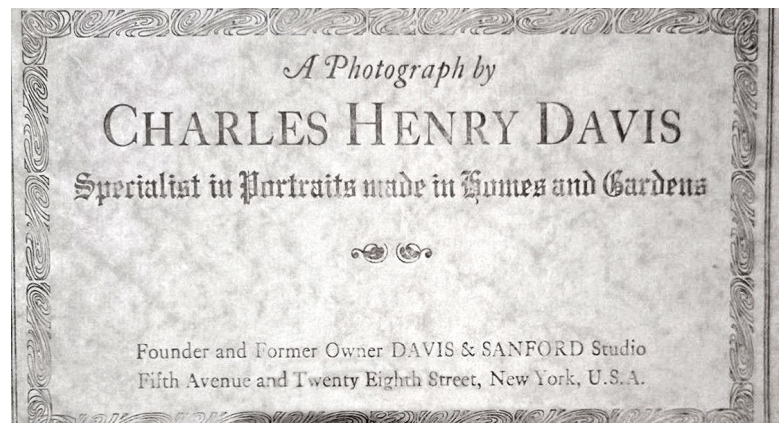 A Photograph by
CHARLES HENRY DAVIS
Specialist in Portraits made in Homes and Gardens
Founder and Former Owner DAVIS & SANFORD Studio
Fifth Avenue and Twenty Eighth Street, New York, U.S.A.